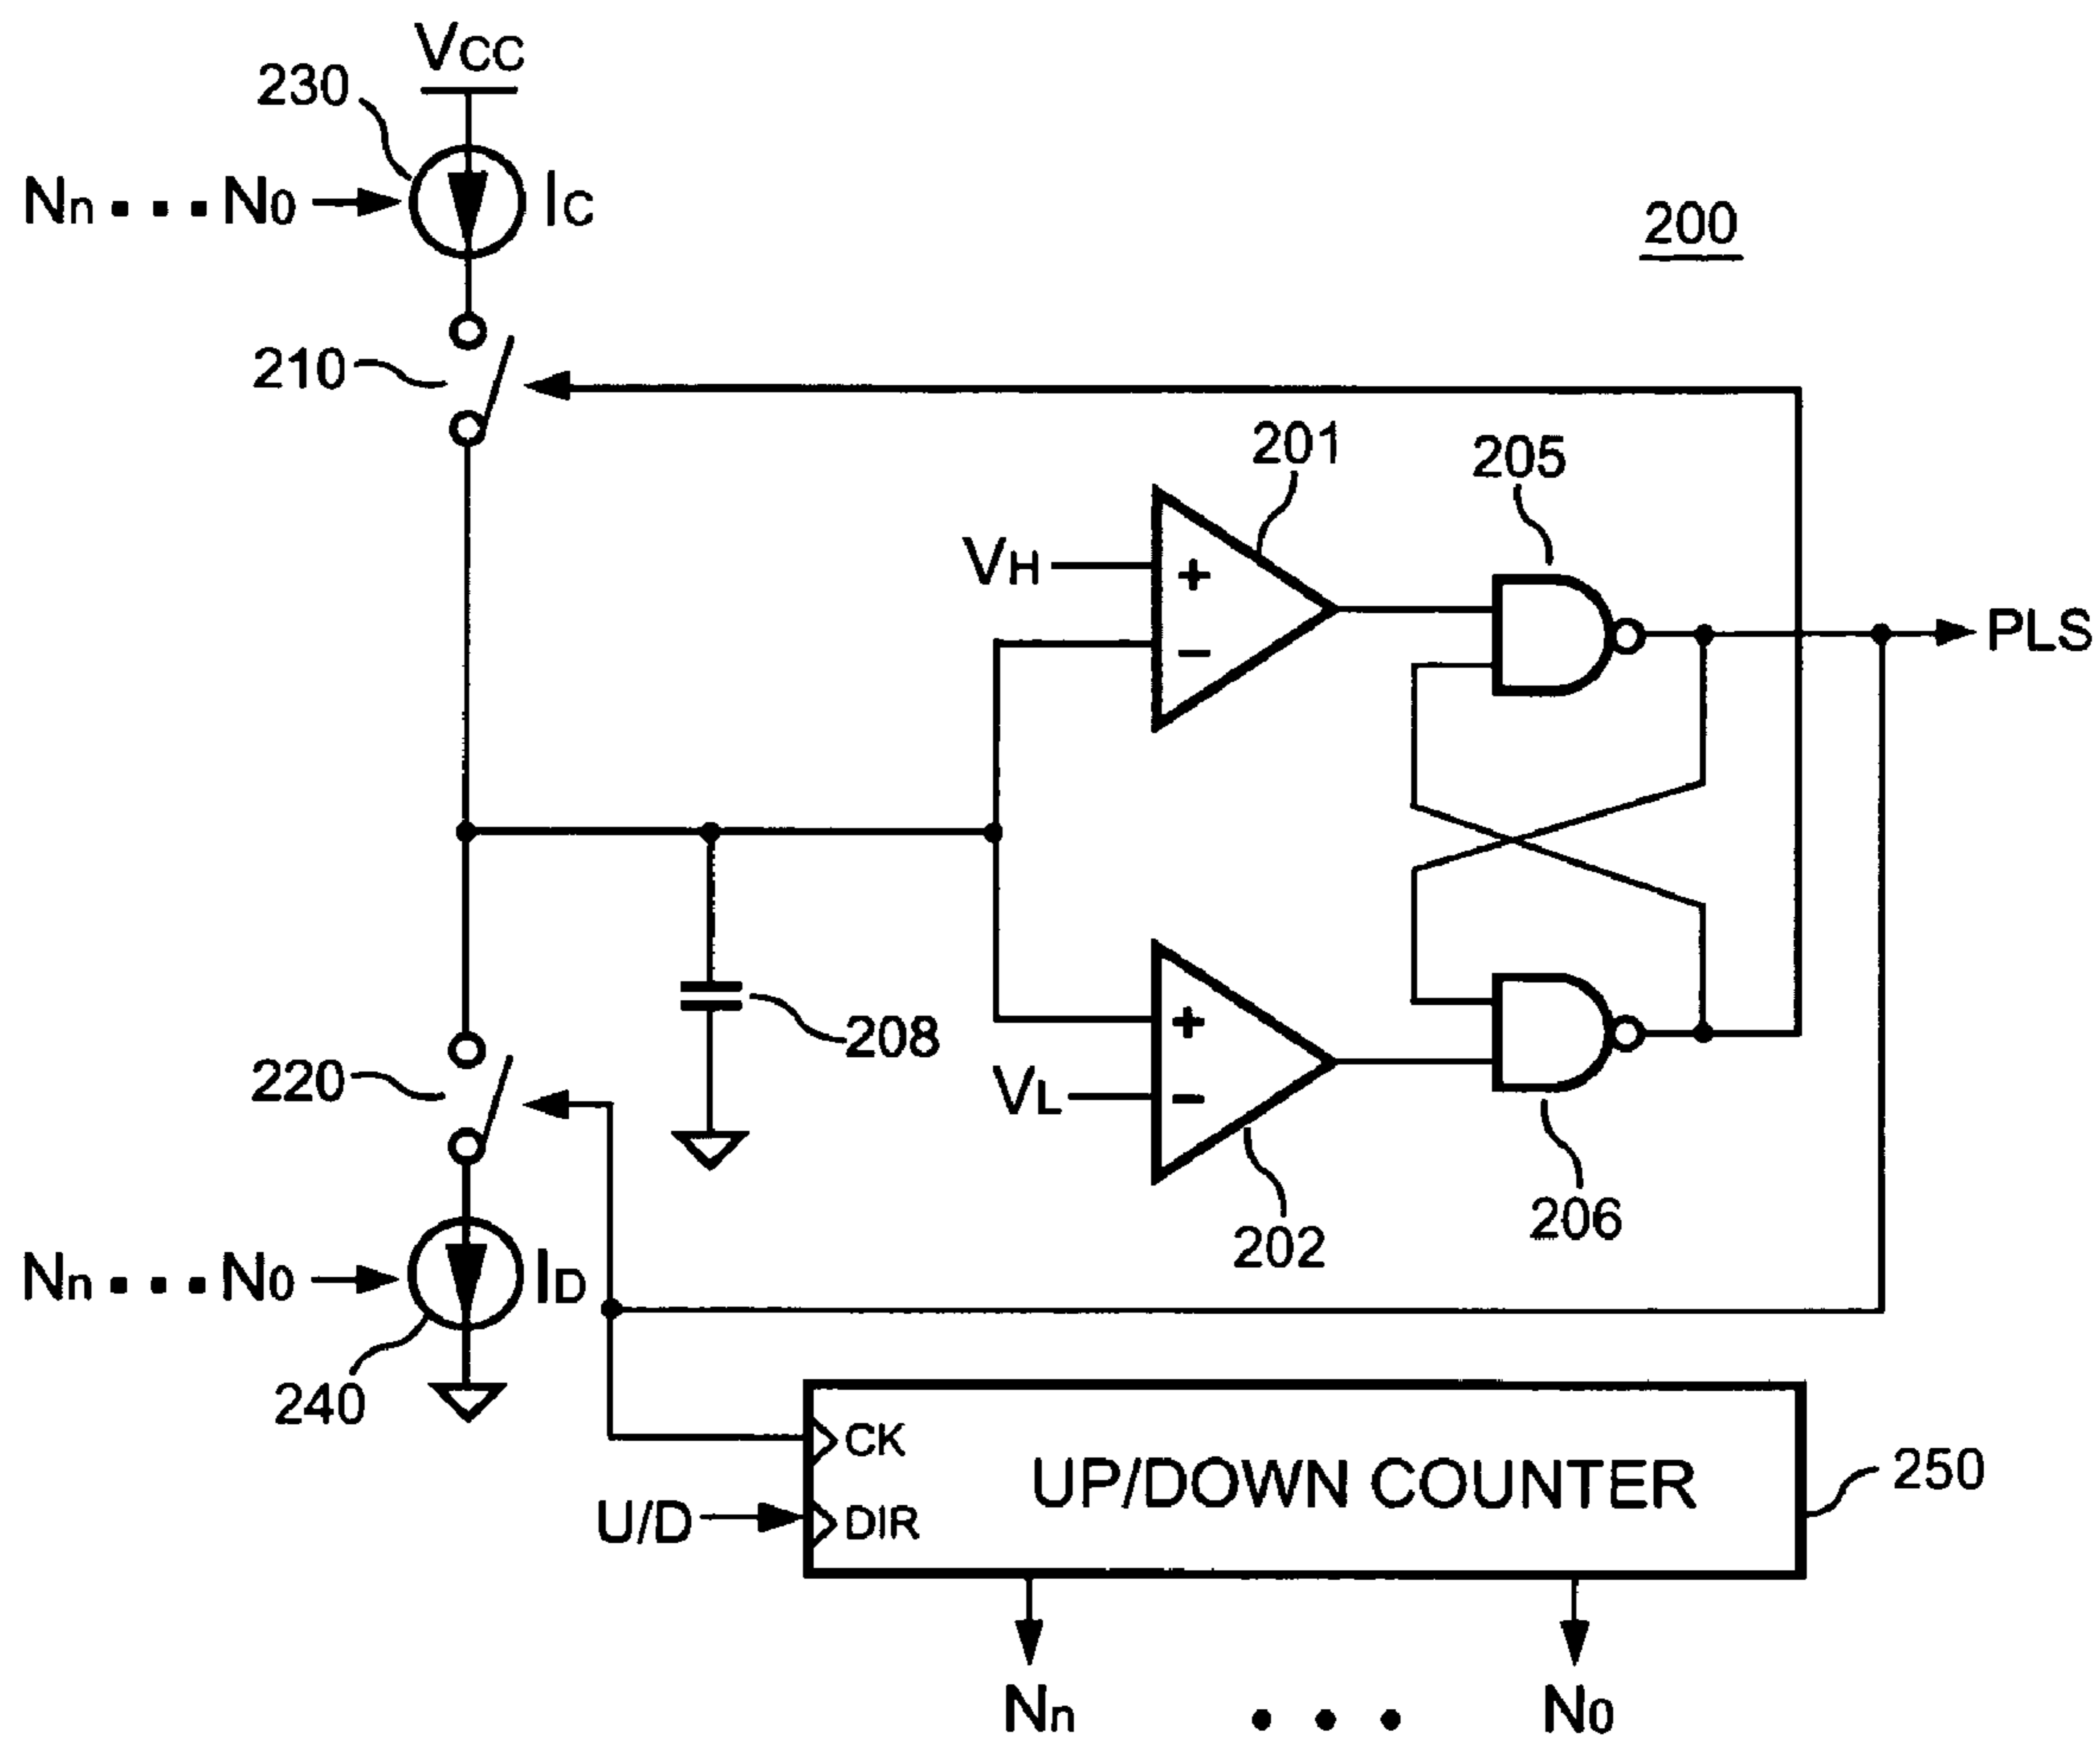 VCC
230
Nn ... N0
IC
200
210
201
205
VH
+
−
PLS
208
+
VL
−
220
202
206
Nn ... N0
ID
240
CK
UP/DOWN COUNTER
250
U/D
DIR
Nn ... N0